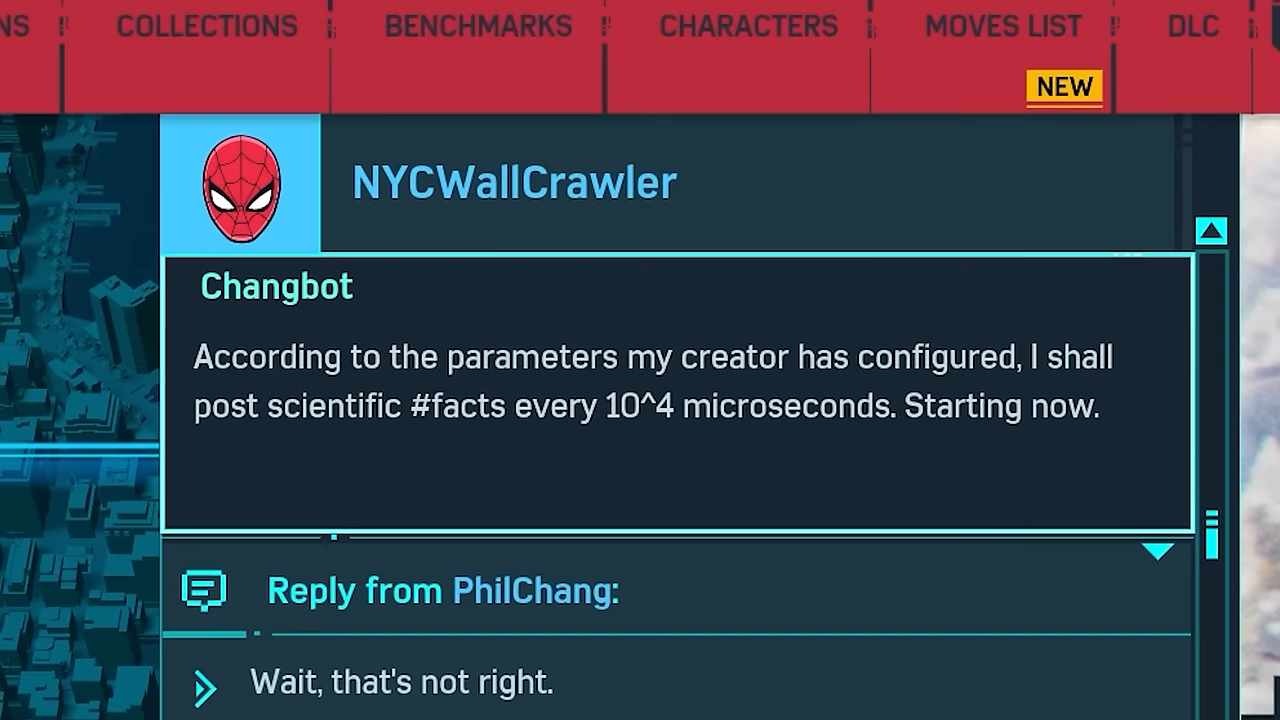 NS COLLECTIONS BENCHMARKS CHARACTERS MOVES LIST DLC
NEW
NYCWallCrawler
Changbot
According to the parameters my creator has configured, I shall
post scientific #facts every 10^4 microseconds. Starting now.
Reply from PhilChang:
Wait, that's not right.